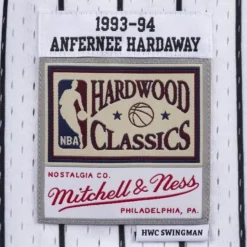 1993-94
ANFERNEE HARDAWAY
HARDWOOD
NBA
CLASSICS
NOSTALGIA CO.
Mitchell & Ness
PHILADELPHIA, PA.
HWC SWINGMAN